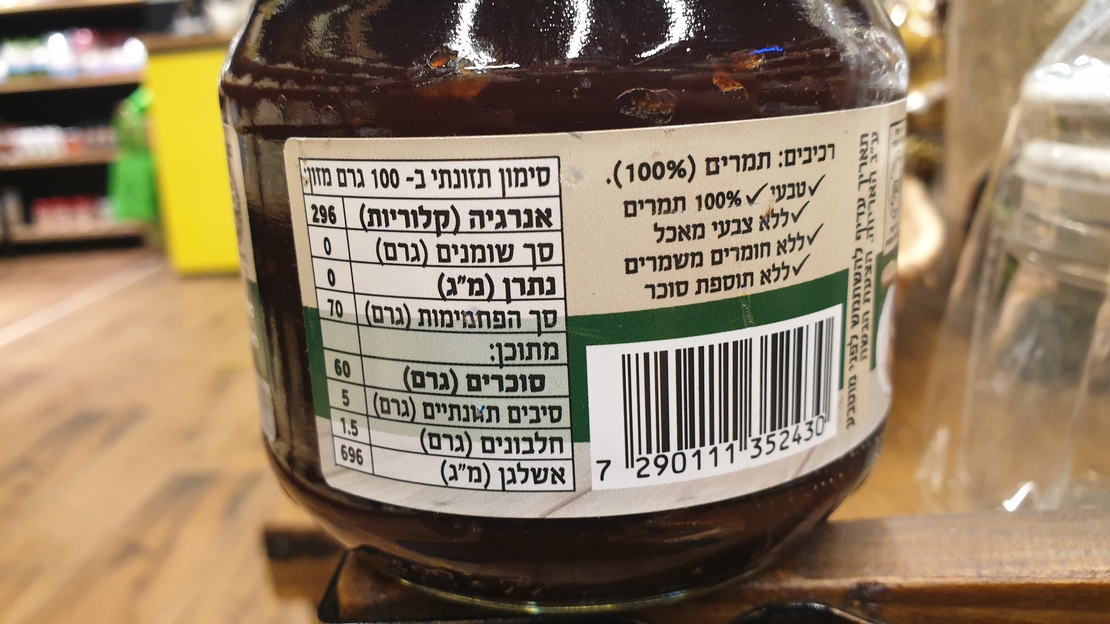 רכיבים: תמרים (100%).
✓טבעי ✓100% תמרים
✓ללא צבעי מאכל
✓ללא חומרים משמרים
✓ללא תוספת סוכר
סימון תזונתי ב- 100 גרם מזון:
אנרגיה (קלוריות) 296
סך שומנים (גרם) 0
נתרן (מ"ג) 0
סך הפחמימות (גרם) 70
מתוכן:
סוכרים (גרם) 60
סיבים תזונתיים (גרם) 5
חלבונים (גרם) 1.5
אשלגן (מ"ג) 696
7 290111 352430